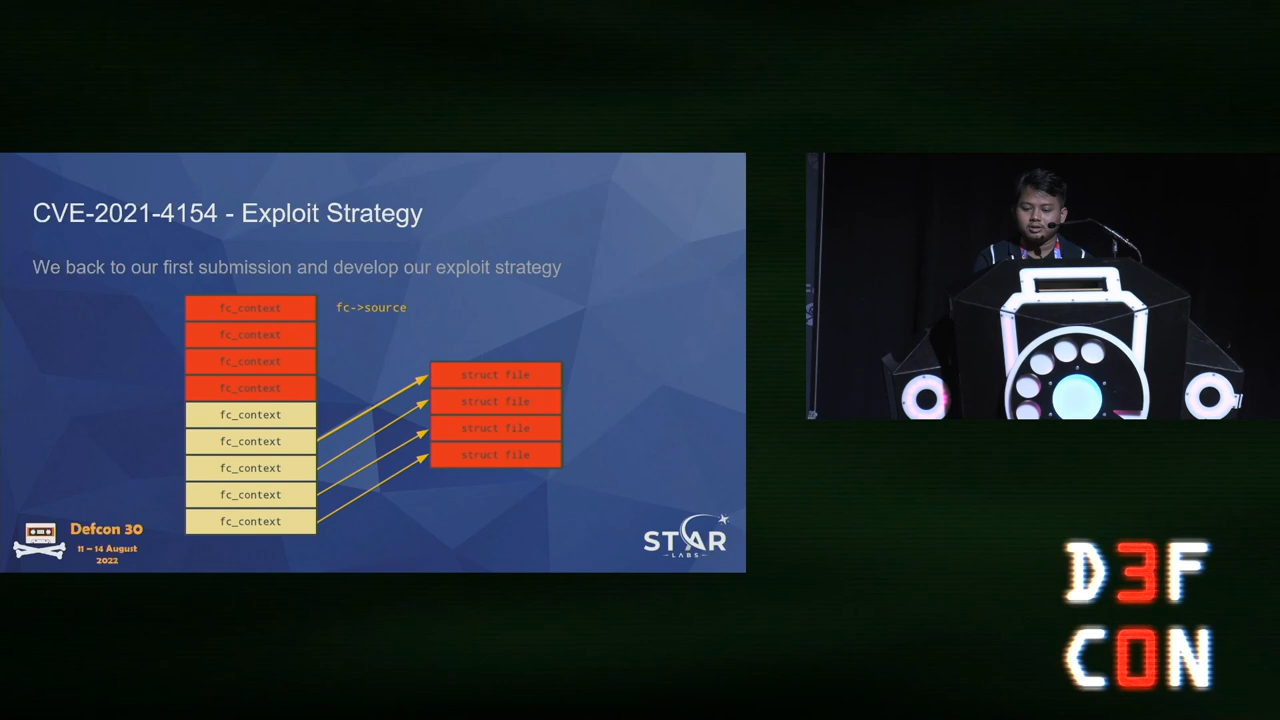 CVE-2021-4154 - Exploit Strategy
We back to our first submission and develop our exploit strategy
fc_context
fc->source
fc_context
fc_context
fc_context
fc_context
fc_context
fc_context
fc_context
fc_context
struct file
struct file
struct file
struct file
Defcon 30
11 – 14 August
2022
STAR
LABS
D3F
C0N